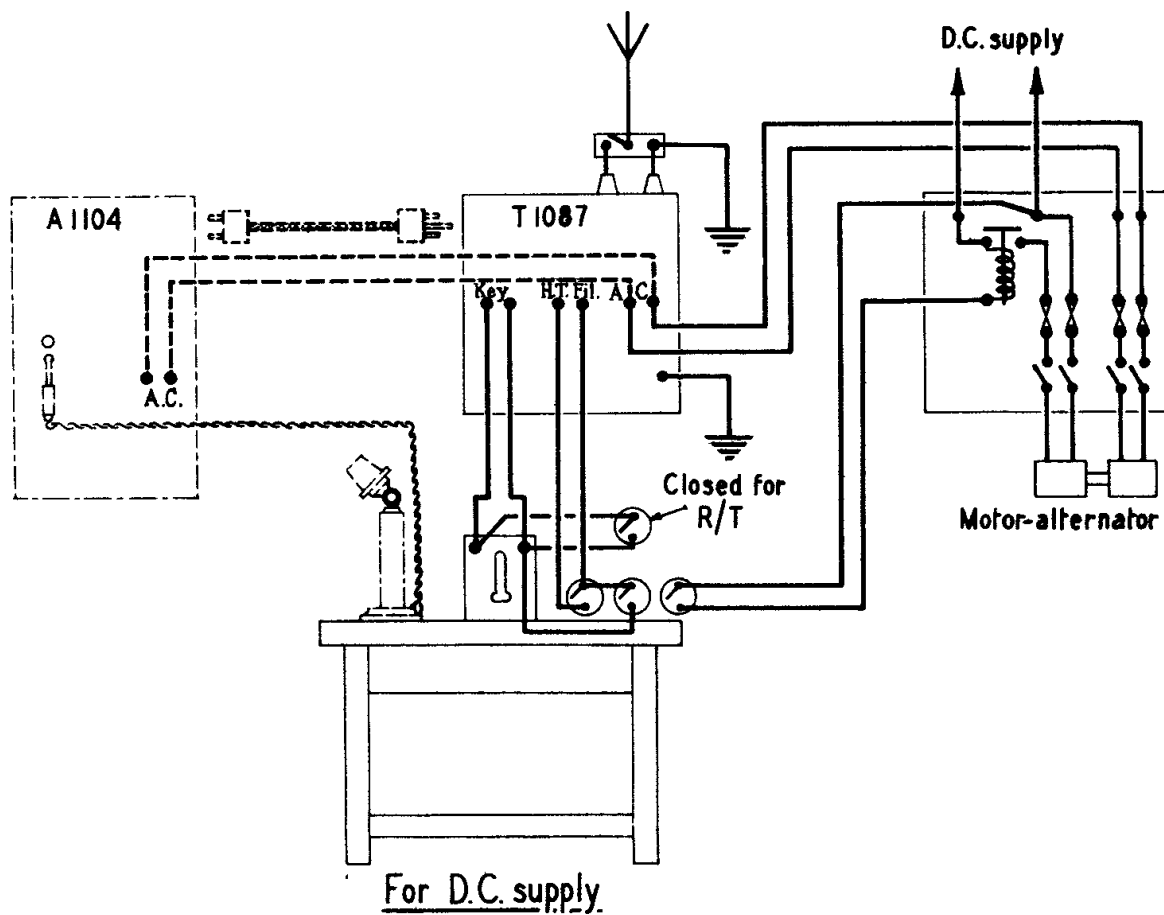 D.C. supply
A1104
T1087
Key H.T. Fil. A C
A.C.
Closed for
R/T
Motor-alternator
For D.C. supply